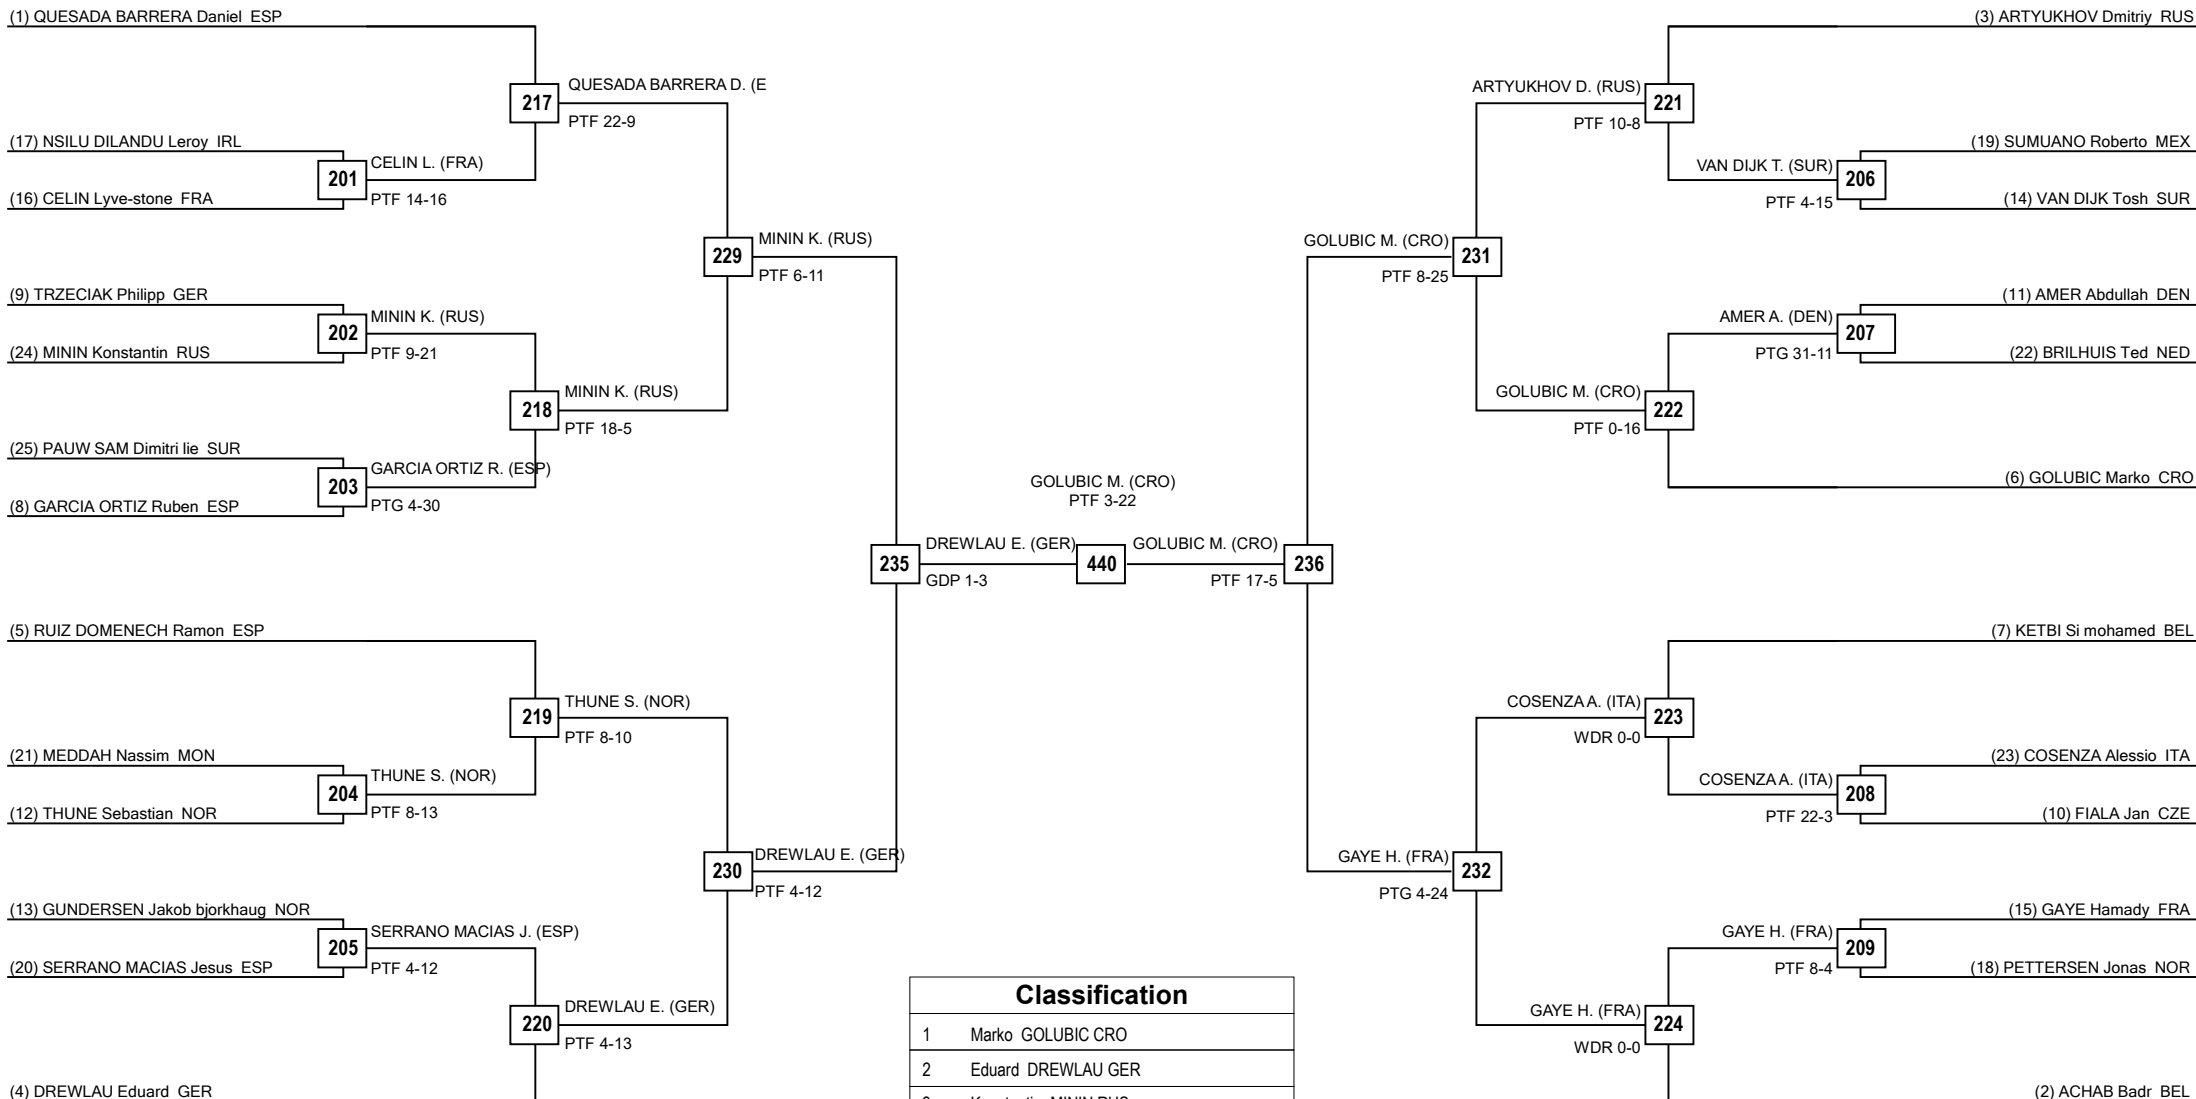 (1) QUESADA BARRERA Daniel ESP
217
QUESADA BARRERA D. (E
PTF 22-9
(17) NSILU DILANDU Leroy IRL
201
CELIN L. (FRA)
PTF 14-16
(16) CELIN Lyve-stone FRA
229
MININ K. (RUS)
PTF 6-11
(9) TRZECIAK Philipp GER
202
MININ K. (RUS)
PTF 9-21
(24) MININ Konstantin RUS
218
MININ K. (RUS)
PTF 18-5
(25) PAUW SAM Dimitri lie SUR
203
GARCIA ORTIZ R. (ESP)
PTG 4-30
(8) GARCIA ORTIZ Ruben ESP
235
DREWLAU E. (GER)
GDP 1-3
(5) RUIZ DOMENECH Ramon ESP
219
THUNE S. (NOR)
PTF 8-10
(21) MEDDAH Nassim MON
204
THUNE S. (NOR)
PTF 8-13
(12) THUNE Sebastian NOR
230
DREWLAU E. (GER)
PTF 4-12
(13) GUNDERSEN Jakob bjorkhaug NOR
205
SERRANO MACIAS J. (ESP)
PTF 4-12
(20) SERRANO MACIAS Jesus ESP
220
DREWLAU E. (GER)
PTF 4-13
(4) DREWLAU Eduard GER
GOLUBIC M. (CRO)
PTF 3-22
440
(3) ARTYUKHOV Dmitriy RUS
ARTYUKHOV D. (RUS)
221
PTF 10-8
(19) SUMUANO Roberto MEX
VAN DIJK T. (SUR)
206
PTF 4-15
(14) VAN DIJK Tosh SUR
GOLUBIC M. (CRO)
231
PTF 8-25
(11) AMER Abdullah DEN
AMER A. (DEN)
207
PTG 31-11
(22) BRILHUIS Ted NED
GOLUBIC M. (CRO)
222
PTF 0-16
(6) GOLUBIC Marko CRO
GOLUBIC M. (CRO)
236
PTF 17-5
(7) KETBI Si mohamed BEL
COSENZA A. (ITA)
223
WDR 0-0
(23) COSENZA Alessio ITA
COSENZA A. (ITA)
208
PTF 22-3
(10) FIALA Jan CZE
GAYE H. (FRA)
232
PTG 4-24
(15) GAYE Hamady FRA
GAYE H. (FRA)
209
PTF 8-4
(18) PETTERSEN Jonas NOR
GAYE H. (FRA)
224
WDR 0-0
(2) ACHAB Badr BEL
Classification
1 Marko GOLUBIC CRO
2 Eduard DREWLAU GER
3 Konstantin MININ RUS